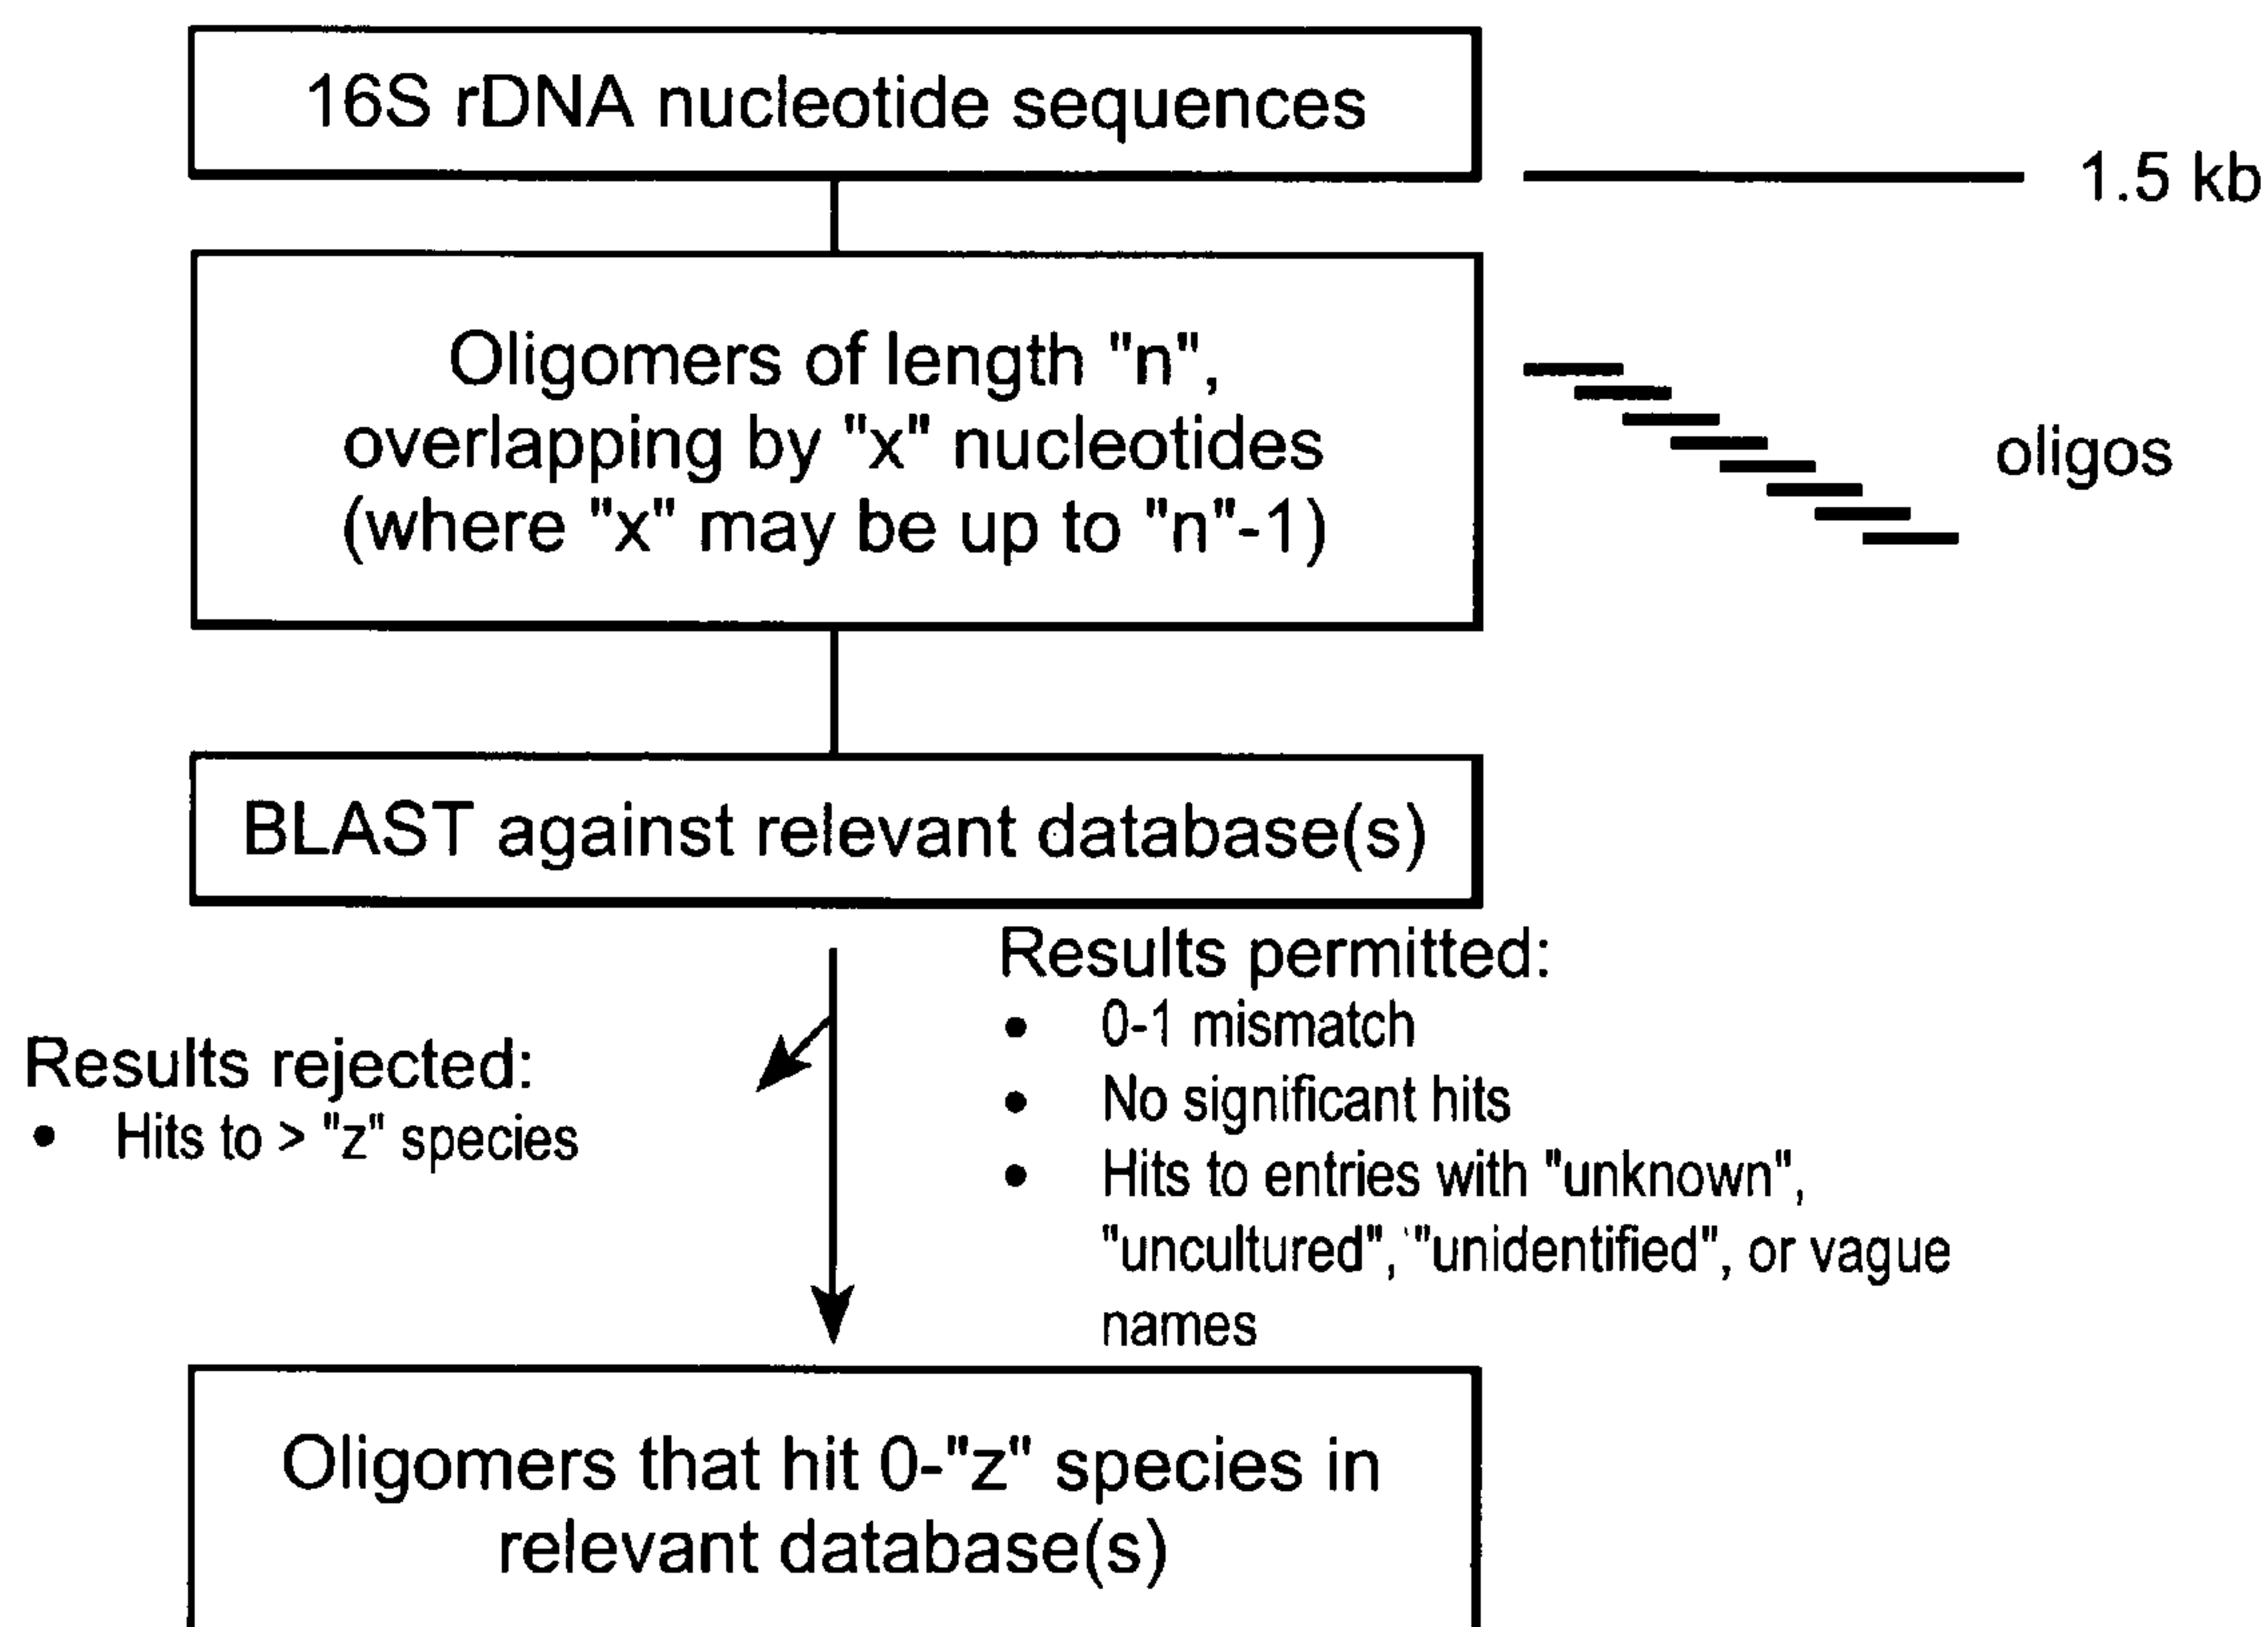 16S rDNA nucleotide sequences
1.5 kb
Oligomers of length "n",
overlapping by "x" nucleotides
(where "x" may be up to "n"-1)
oligos
BLAST against relevant database(s)
Results permitted:
• 0-1 mismatch
• No significant hits
• Hits to entries with "unknown",
"uncultured", "unidentified", or vague
names
Results rejected:
• Hits to > "z" species
Oligomers that hit 0-"z" species in
relevant database(s)